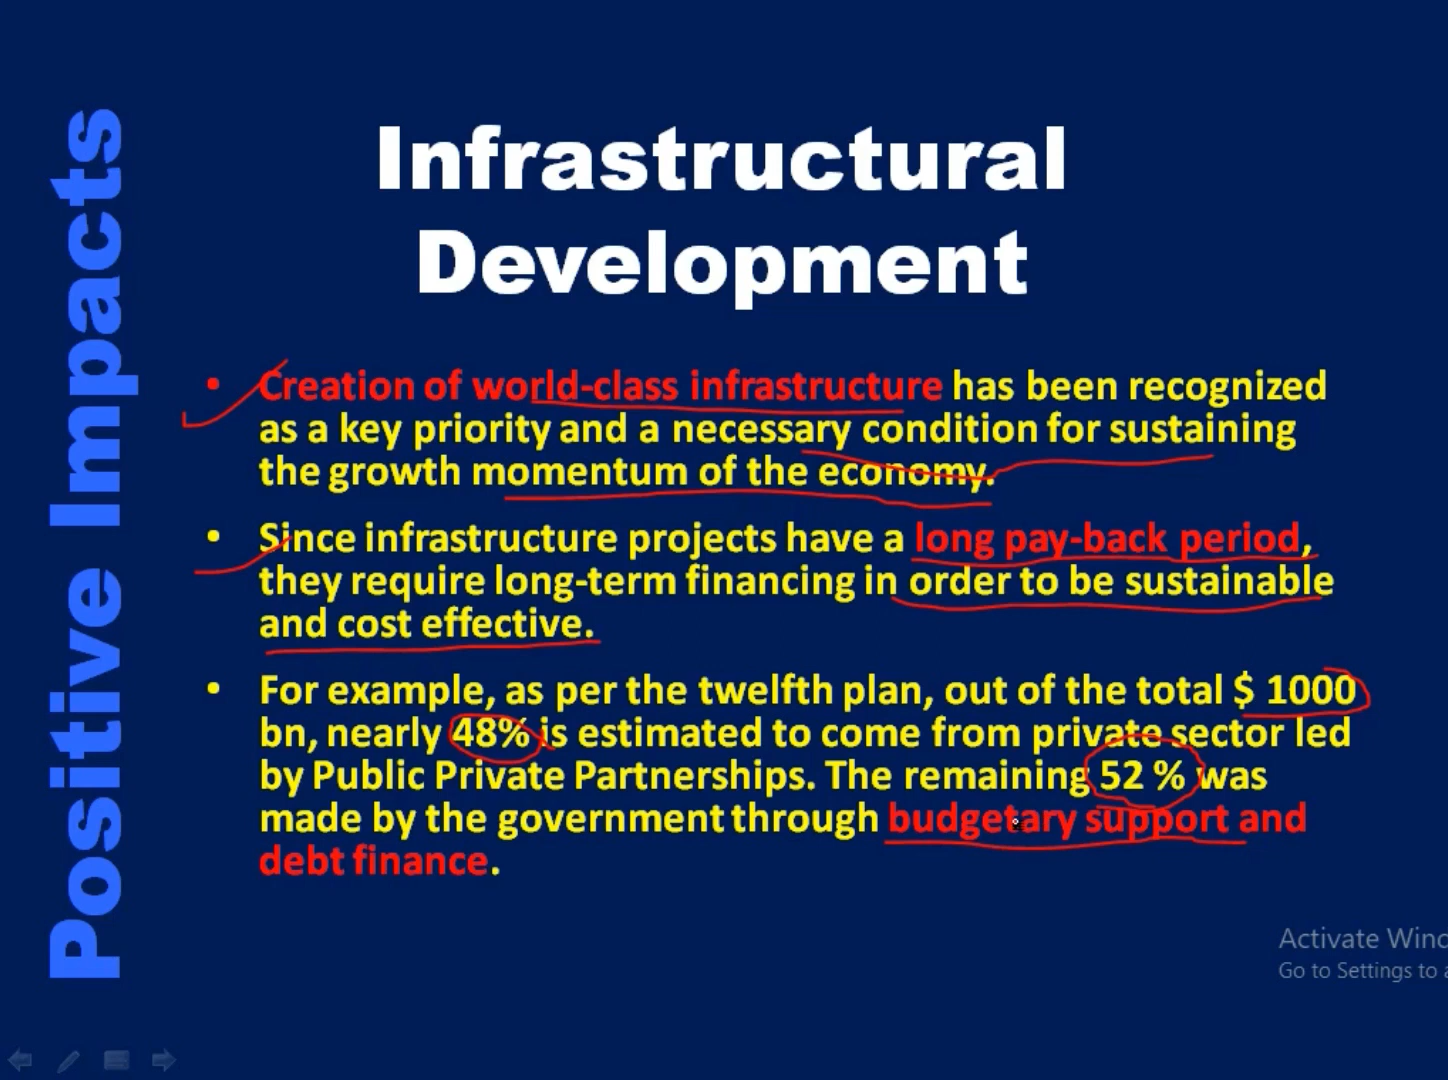 Positive Impacts
Infrastructural
Development
• Creation of world-class infrastructure has been recognized
as a key priority and a necessary condition for sustaining
the growth momentum of the economy.
• Since infrastructure projects have a long pay-back period,
they require long-term financing in order to be sustainable
and cost effective.
• For example, as per the twelfth plan, out of the total $ 1000
bn, nearly 48% is estimated to come from private sector led
by Public Private Partnerships. The remaining 52 % was
made by the government through budgetary support and
debt finance.
Activate Winc
Go to Settings to a